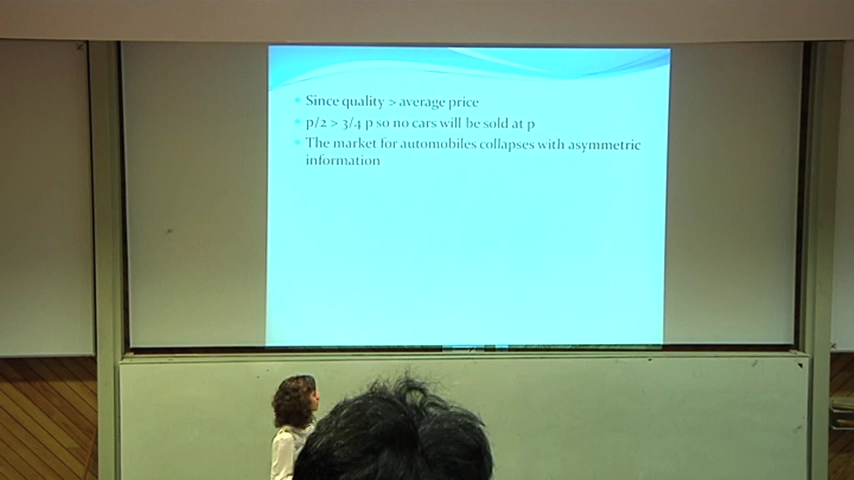 Since quality > average price
p/2 > 3/4 p so no cars will be sold at p
The market for automobiles collapses with asymmetric
information